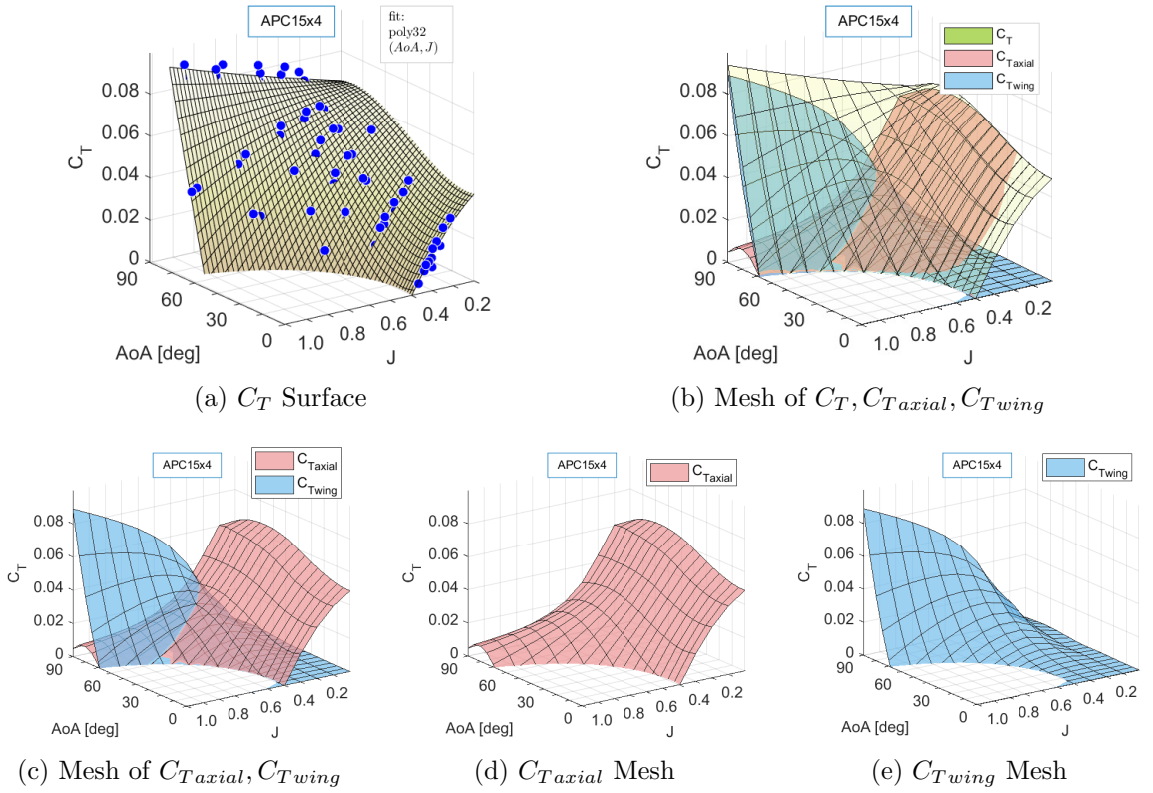 APC15x4
fit:
poly32
(AoA, J)
C_T
0.08
0.06
0.04
0.02
0
90
60
30
0
AoA [deg]
1.0
0.8
0.6
0.4
0.2
J
(a) C_T Surface
APC15x4
C_T
C_Taxial
C_Twing
C_T
0.08
0.06
0.04
0.02
0
90
60
30
0
AoA [deg]
1.0
0.8
0.6
0.4
0.2
J
(b) Mesh of C_T, C_Taxial, C_Twing
APC15x4
C_Taxial
C_Twing
C_T
0.08
0.06
0.04
0.02
0
90
60
30
0
AoA [deg]
1.0
0.8
0.6
0.4
0.2
J
(c) Mesh of C_Taxial, C_Twing
APC15x4
C_Taxial
C_T
0.08
0.06
0.04
0.02
0
90
60
30
0
AoA [deg]
1.0
0.8
0.6
0.4
0.2
J
(d) C_Taxial Mesh
APC15x4
C_Twing
C_T
0.08
0.06
0.04
0.02
0
90
60
30
0
AoA [deg]
1.0
0.8
0.6
0.4
0.2
J
(e) C_Twing Mesh